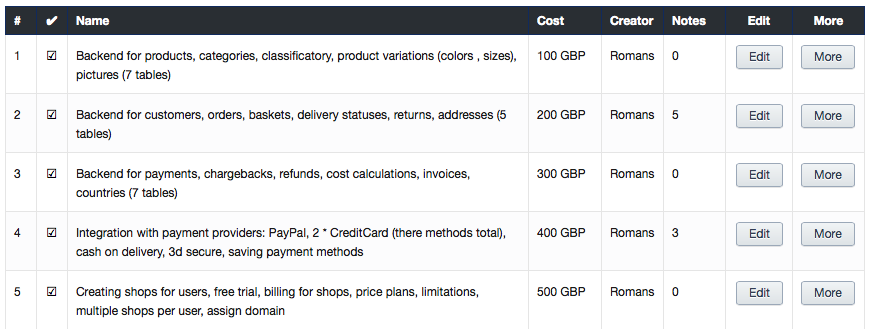 # ✔ Name Cost Creator Notes Edit More
1 ☑ Backend for products, categories, classificatory, product variations (colors , sizes), 100 GBP Romans 0 Edit More
pictures (7 tables)
2 ☑ Backend for customers, orders, baskets, delivery statuses, returns, addresses (5 200 GBP Romans 5 Edit More
tables)
3 ☑ Backend for payments, chargebacks, refunds, cost calculations, invoices, 300 GBP Romans 0 Edit More
countries (7 tables)
4 ☑ Integration with payment providers: PayPal, 2 * CreditCard (there methods total), 400 GBP Romans 3 Edit More
cash on delivery, 3d secure, saving payment methods
5 ☑ Creating shops for users, free trial, billing for shops, price plans, limitations, 500 GBP Romans 0 Edit More
multiple shops per user, assign domain